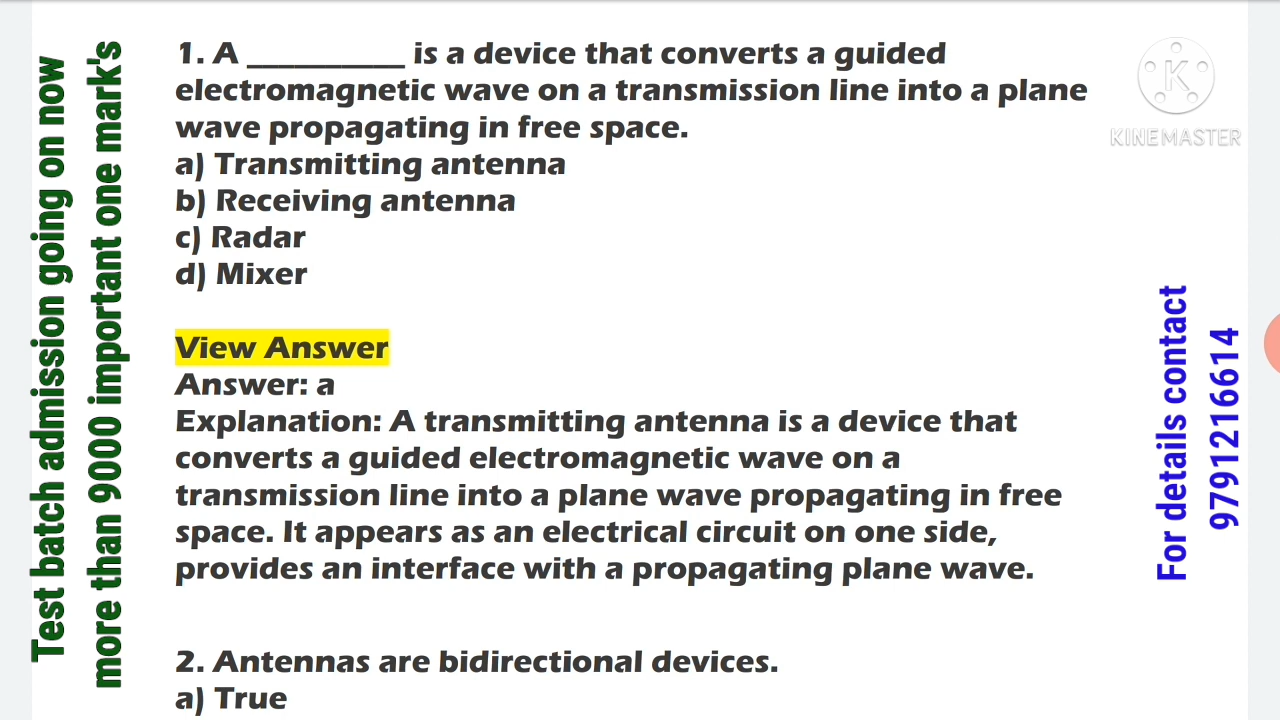 Test batch admission going on now
more than 9000 important one mark's
1. A __________ is a device that converts a guided
electromagnetic wave on a transmission line into a plane
wave propagating in free space.
a) Transmitting antenna
b) Receiving antenna
c) Radar
d) Mixer
View Answer
Answer: a
Explanation: A transmitting antenna is a device that
converts a guided electromagnetic wave on a
transmission line into a plane wave propagating in free
space. It appears as an electrical circuit on one side,
provides an interface with a propagating plane wave.
2. Antennas are bidirectional devices.
a) True
K
KINEMASTER
For details contact
9791216614